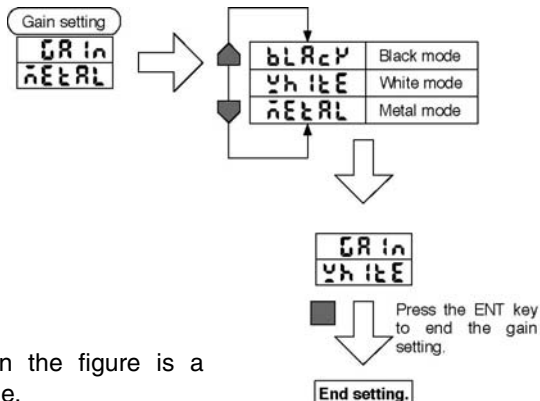 Gain setting
GAIn
METAL
bLAcK
Black mode
WhItE
White mode
METAL
Metal mode
GAIn
WhItE
Press the ENT key
to end the gain
setting.
n the figure is a
e.
End setting.